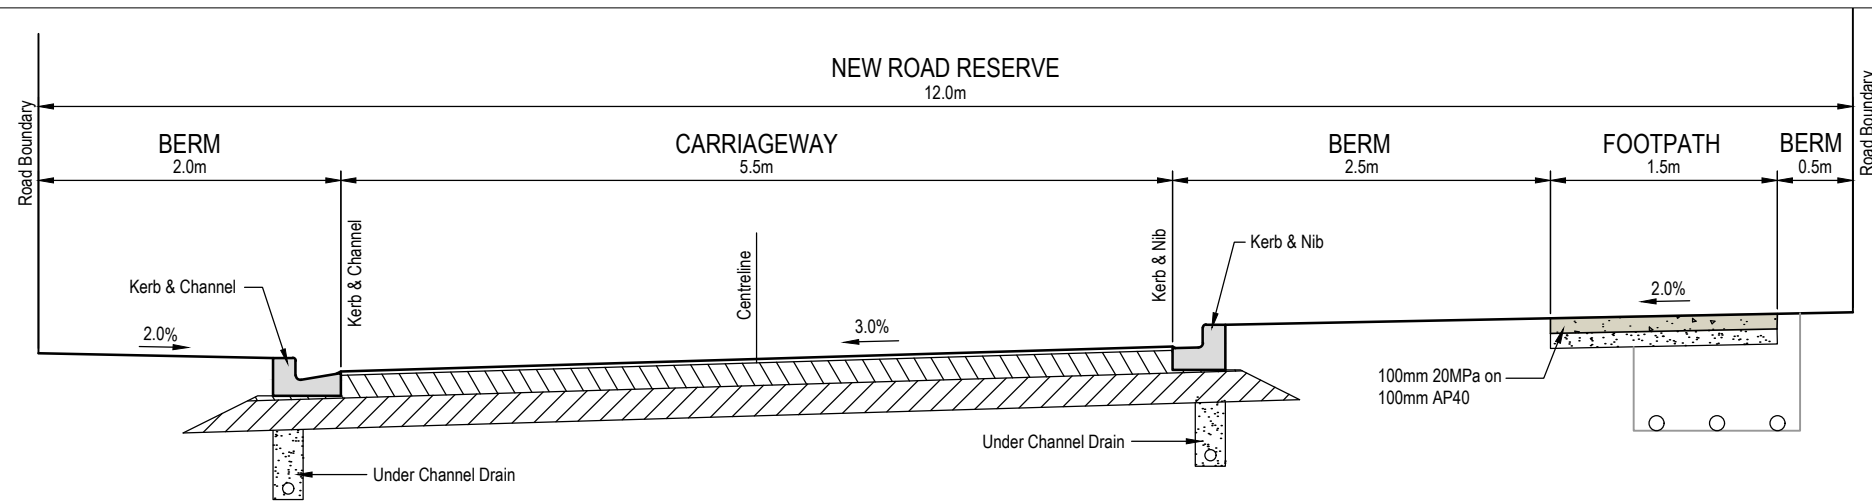 NEW ROAD RESERVE
12.0m
Road Boundary
Road Boundary
BERM
2.0m
CARRIAGEWAY
5.5m
BERM
2.5m
FOOTPATH
1.5m
BERM
0.5m
Kerb & Channel
Kerb & Channel
2.0%
Centreline
3.0%
Kerb & Nib
Kerb & Nib
2.0%
100mm 20MPa on
100mm AP40
Under Channel Drain
Under Channel Drain